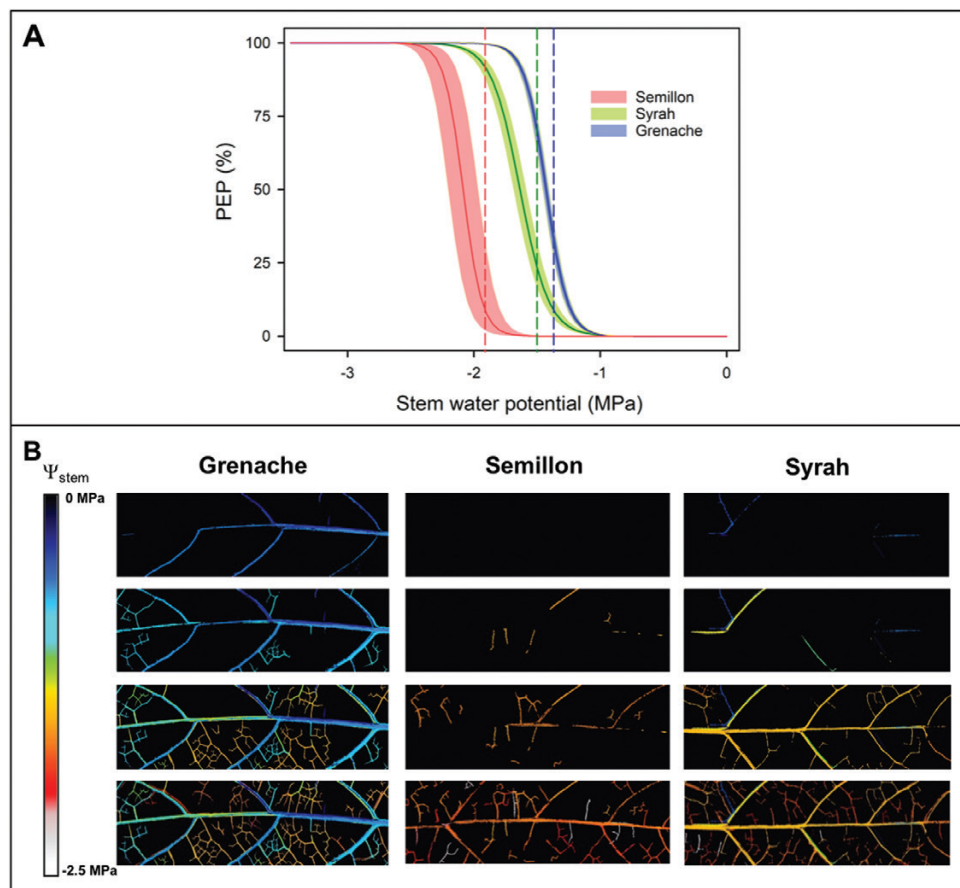 A
100
75
50
25
0
PEP (%)
Semillon
Syrah
Grenache
-3
-2
-1
0
Stem water potential (MPa)
B
Ψstem
Grenache
Semillon
Syrah
0 MPa
-2.5 MPa